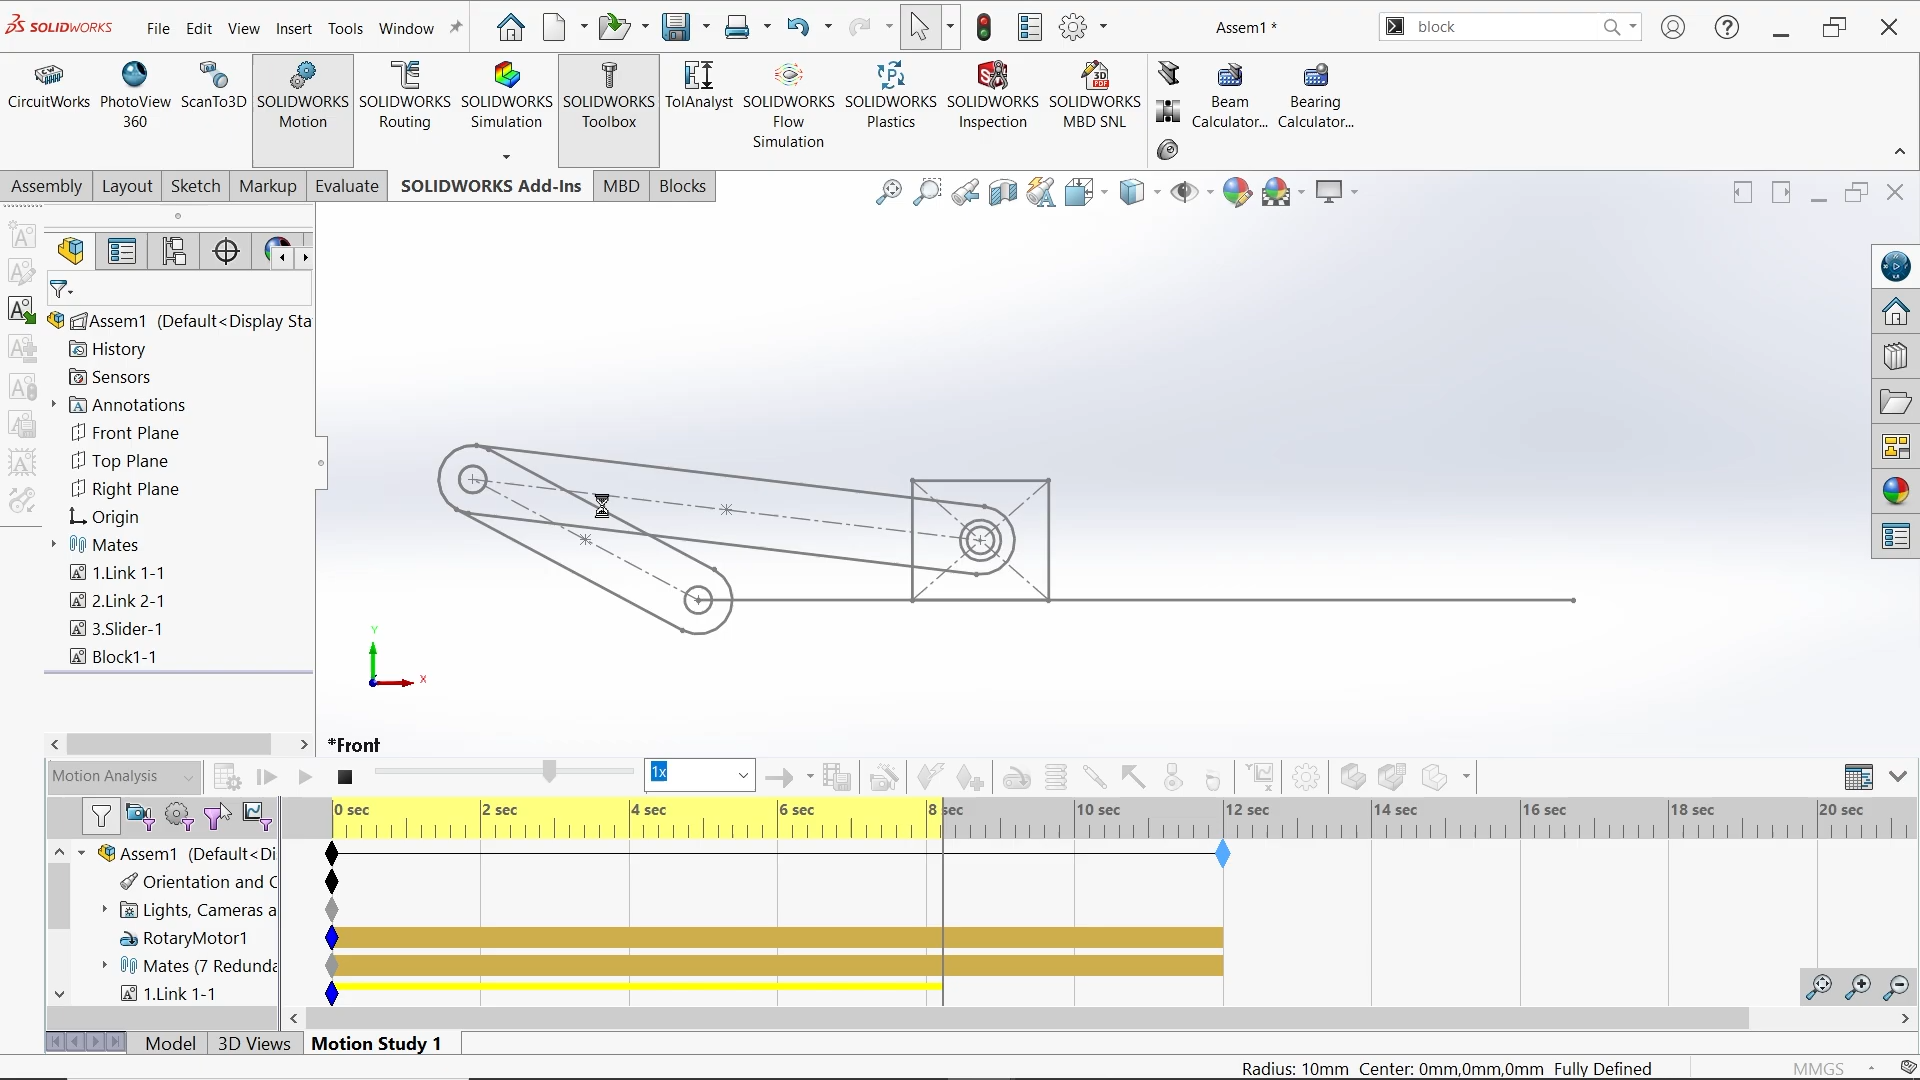 SOLIDWORKS File Edit View Insert Tools Window Assem1 * block
CircuitWorks PhotoView 360 ScanTo3D SOLIDWORKS Motion SOLIDWORKS Routing SOLIDWORKS Simulation SOLIDWORKS Toolbox TolAnalyst SOLIDWORKS Flow Simulation SOLIDWORKS Plastics SOLIDWORKS Inspection SOLIDWORKS MBD SNL Beam Calculator... Bearing Calculator...
Assembly Layout Sketch Markup Evaluate SOLIDWORKS Add-Ins MBD Blocks
Assem1 (Default<Display Sta
History
Sensors
Annotations
Front Plane
Top Plane
Right Plane
Origin
Mates
1.Link 1-1
2.Link 2-1
3.Slider-1
Block1-1
Y
X
*Front
Motion Analysis 1x
0 sec 2 sec 4 sec 6 sec 8 sec 10 sec 12 sec 14 sec 16 sec 18 sec 20 sec
Assem1 (Default<Di
Orientation and C
Lights, Cameras a
RotaryMotor1
Mates (7 Redunda
1.Link 1-1
Model 3D Views Motion Study 1
Radius: 10mm Center: 0mm,0mm,0mm Fully Defined MMGS